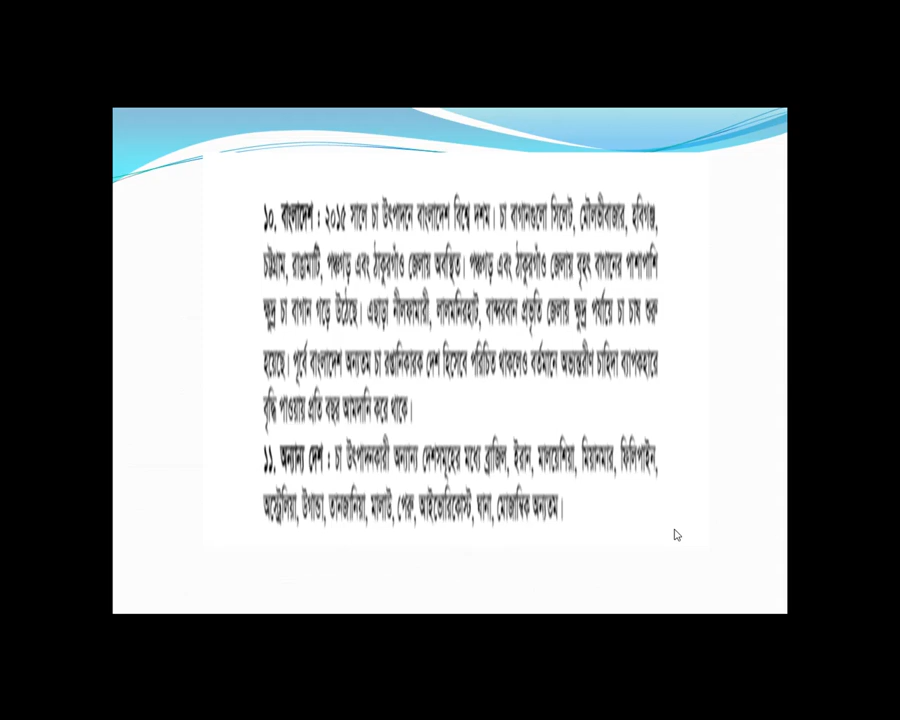 ১০. বাংলাদেশ : ২০১৫ সালে চা উৎপাদনে বাংলাদেশ বিশ্বে দশম। চা বাগানগুলো সিলেট, মৌলভীবাজার, হবিগঞ্জ,
চট্টগ্রাম, রাঙ্গামাটি, পঞ্চগড় এবং ঠাকুরগাঁও জেলায় অবস্থিত। পঞ্চগড় এবং ঠাকুরগাঁও জেলায় বৃহৎ বাগানের পাশাপাশি
ক্ষুদ্র চা বাগান গড়ে উঠেছে। এছাড়া নীলফামারী, লালমনিরহাট, বান্দরবান প্রভৃতি জেলায় ক্ষুদ্র পর্যায়ে চা চাষ শুরু
হয়েছে। পূর্বে বাংলাদেশ অন্যতম চা রপ্তানিকারক দেশ হিসেবে পরিচিত থাকলেও বর্তমানে অভ্যন্তরীণ চাহিদা ব্যাপকহারে
বৃদ্ধি পাওয়ায় প্রতি বছর আমদানি করে থাকে।
১১. অন্যান্য দেশ : চা উৎপাদনকারী অন্যান্য দেশসমূহের মধ্যে ব্রাজিল, ইরান, মালয়েশিয়া, মিয়ানমার, ফিলিপাইন,
অস্ট্রেলিয়া, উগান্ডা, তানজানিয়া, মালাউ, পেরু, আইভোরিকোস্ট, ঘানা, মোজাম্বিক অন্যতম।